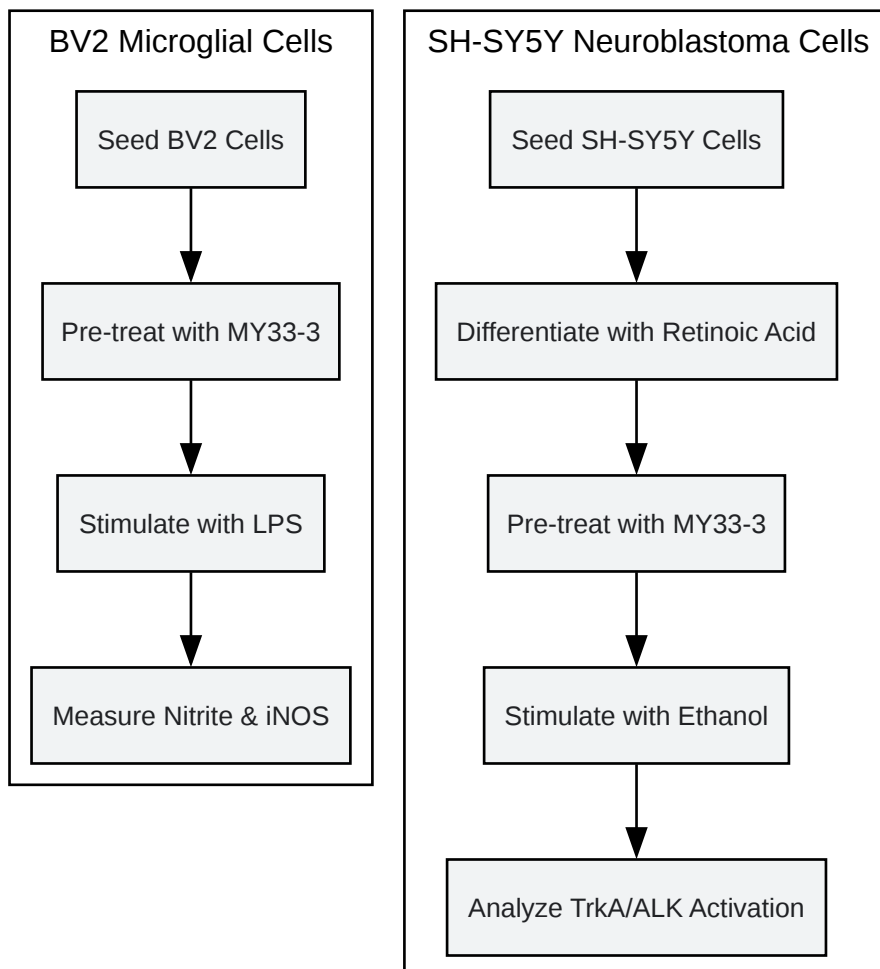 BV2 Microglial Cells
Seed BV2 Cells
Pre-treat with MY33-3
Stimulate with LPS
Measure Nitrite & iNOS
SH-SY5Y Neuroblastoma Cells
Seed SH-SY5Y Cells
Differentiate with Retinoic Acid
Pre-treat with MY33-3
Stimulate with Ethanol
Analyze TrkA/ALK Activation